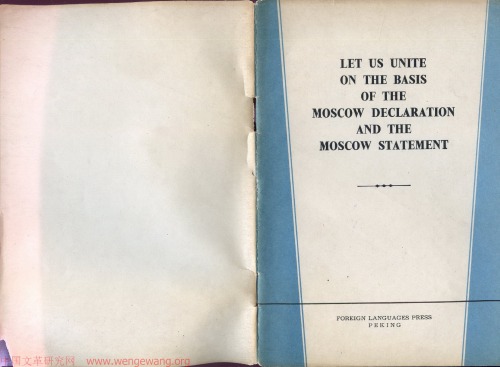 LET US UNITE
ON THE BASIS
OF THE
MOSCOW DECLARATION
AND THE
MOSCOW STATEMENT
FOREIGN LANGUAGES PRESS
PEKING
中国文革研究网 www.wengewang.org